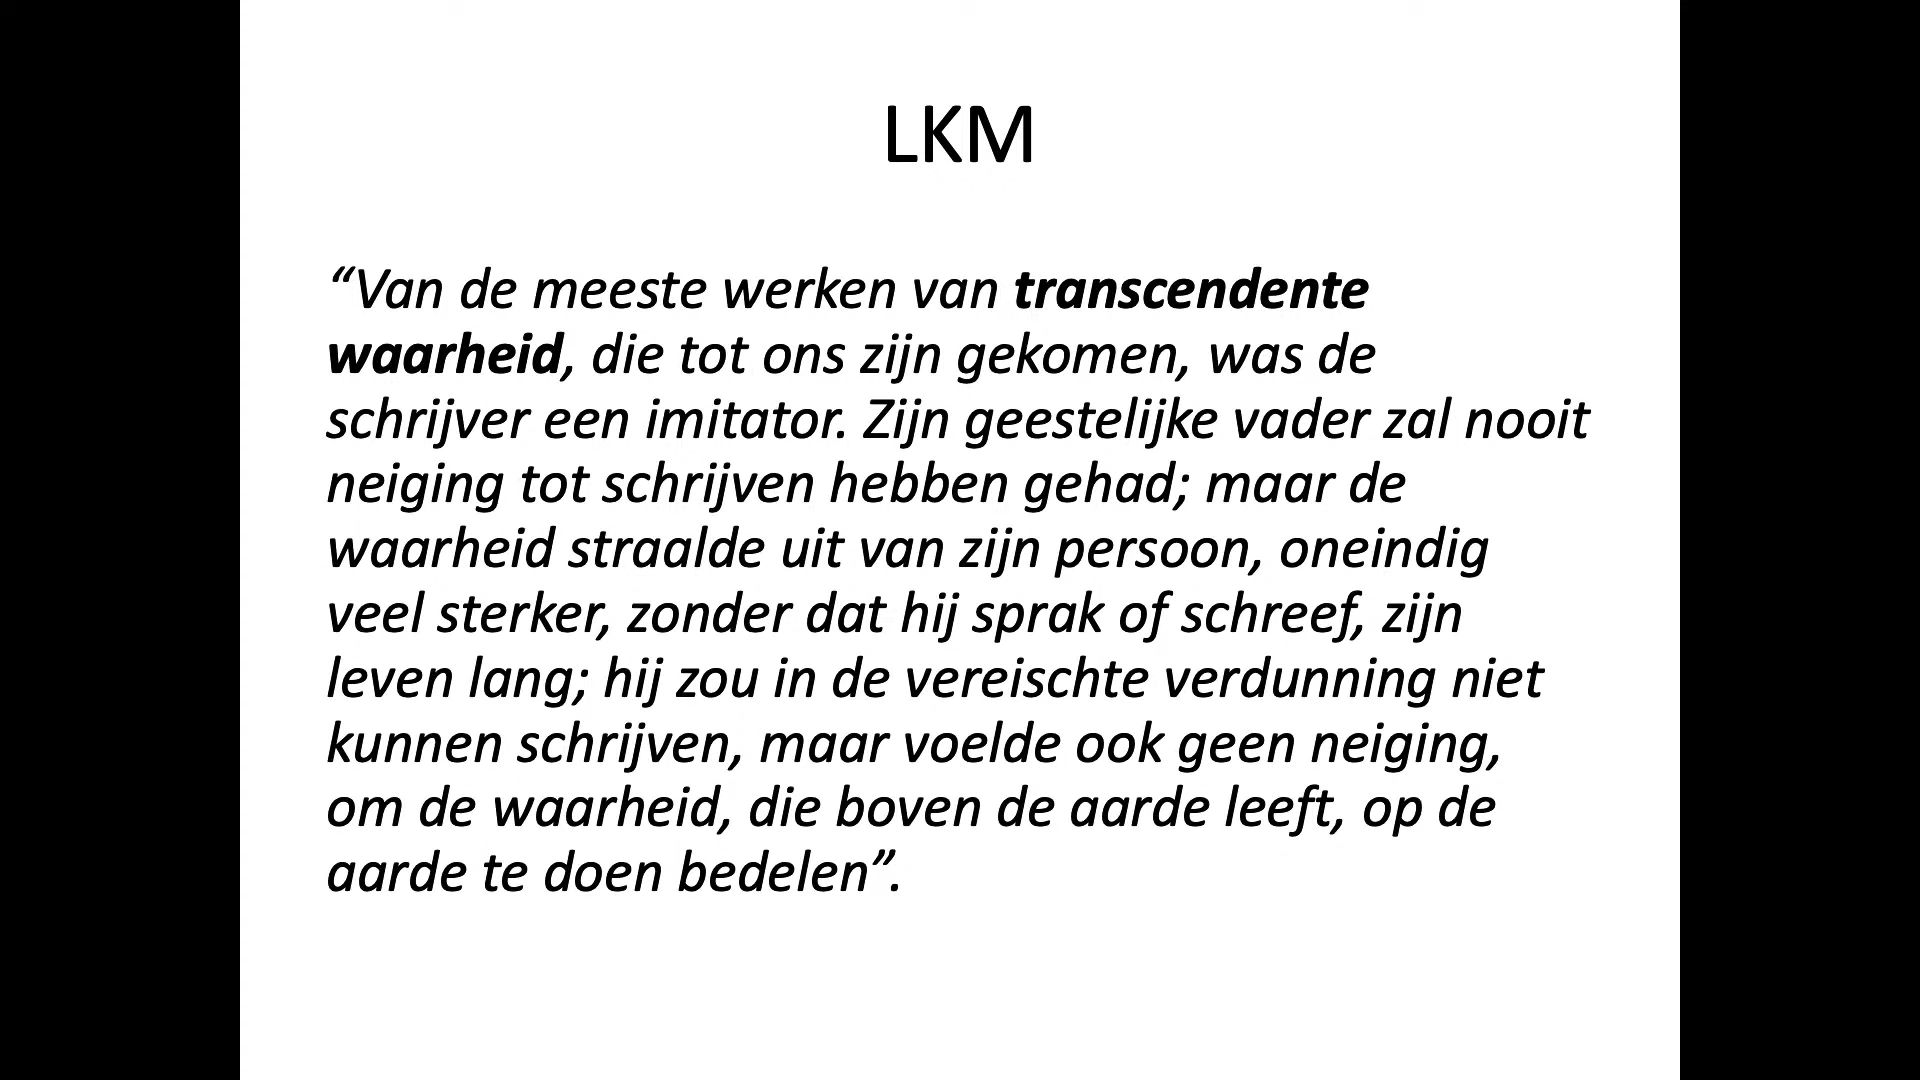 LKM
“Van de meeste werken van transcendente
waarheid, die tot ons zijn gekomen, was de
schrijver een imitator. Zijn geestelijke vader zal nooit
neiging tot schrijven hebben gehad; maar de
waarheid straalde uit van zijn persoon, oneindig
veel sterker, zonder dat hij sprak of schreef, zijn
leven lang; hij zou in de vereischte verdunning niet
kunnen schrijven, maar voelde ook geen neiging,
om de waarheid, die boven de aarde leeft, op de
aarde te doen bedelen”.